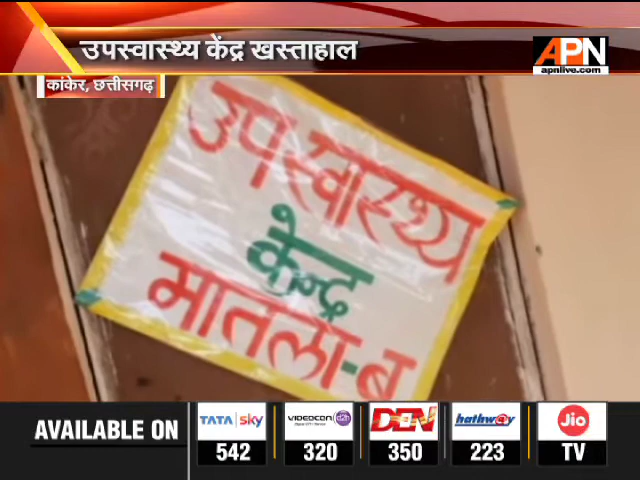 उपस्वास्थ्य केंद्र खस्ताहाल
APN
apnlive.com
कांकेर, छत्तीसगढ़
उपस्वास्थ्य
केन्द्र
मातला-ब
AVAILABLE ON
TATA sky
542
VIDEOCON d2h
320
DEN
350
hathway
223
Jio
TV